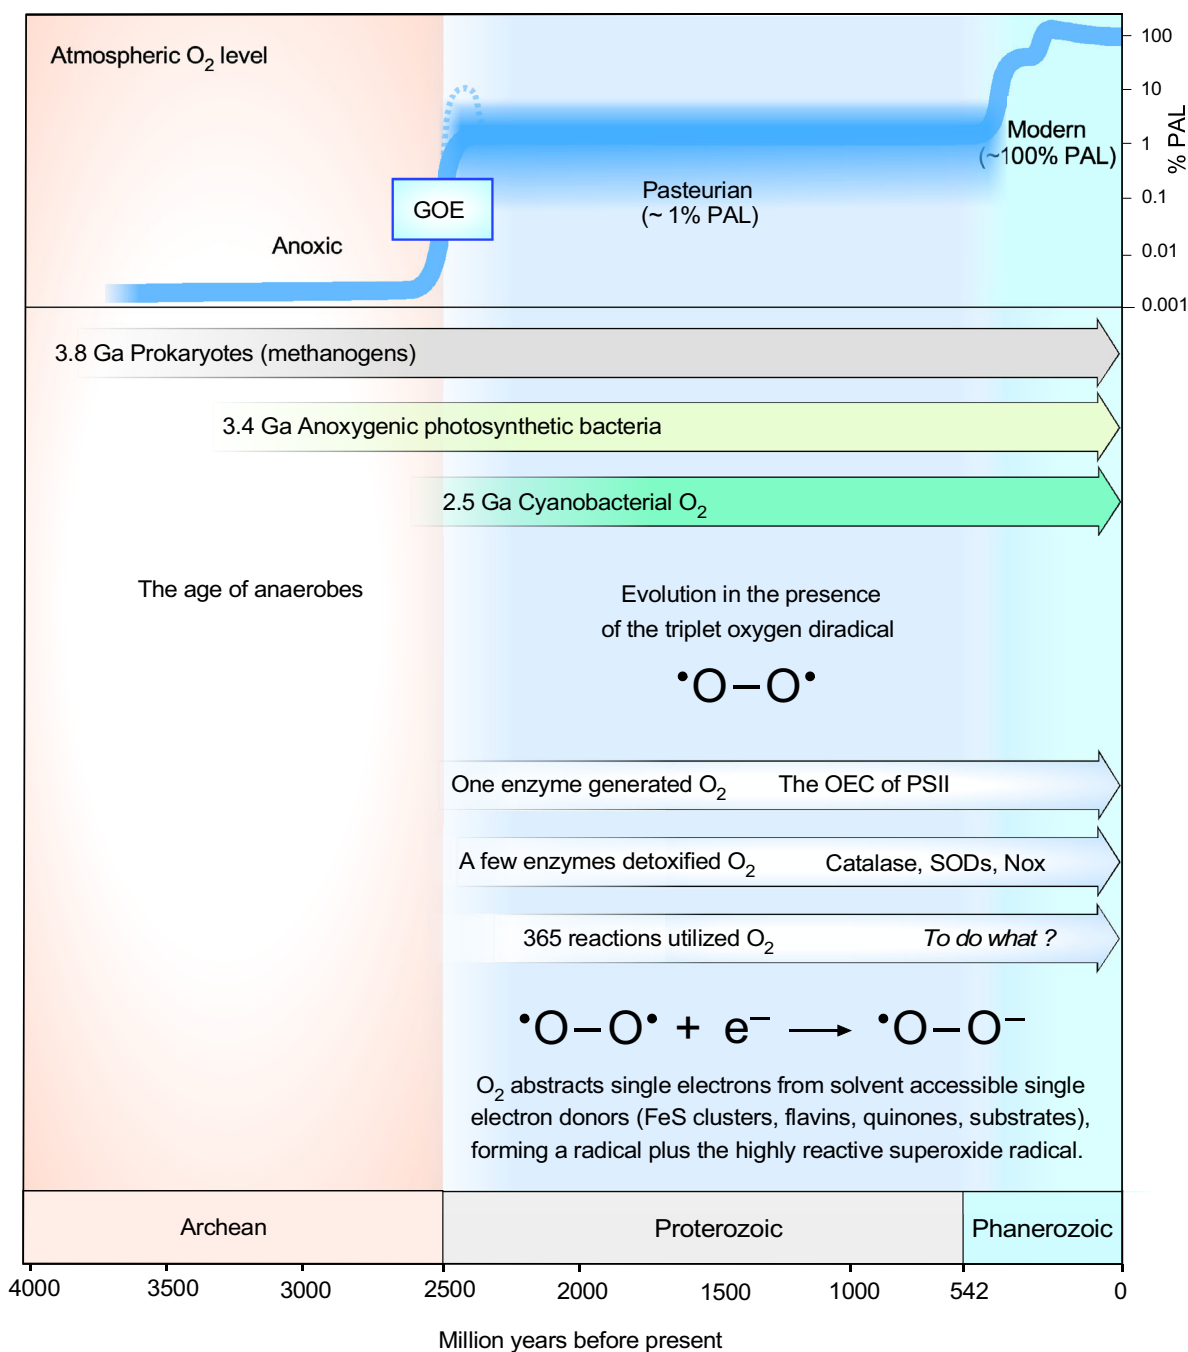 Atmospheric O2 level
100
10
1
0.1
0.01
0.001
% PAL
Modern
(~100% PAL)
Pasteurian
(~ 1% PAL)
GOE
Anoxic
3.8 Ga Prokaryotes (methanogens)
3.4 Ga Anoxygenic photosynthetic bacteria
2.5 Ga Cyanobacterial O2
The age of anaerobes
Evolution in the presence
of the triplet oxygen diradical
•O–O•
One enzyme generated O2 The OEC of PSII
A few enzymes detoxified O2 Catalase, SODs, Nox
365 reactions utilized O2 To do what ?
•O–O• + e– → •O–O–
O2 abstracts single electrons from solvent accessible single
electron donors (FeS clusters, flavins, quinones, substrates),
forming a radical plus the highly reactive superoxide radical.
Archean Proterozoic Phanerozoic
4000 3500 3000 2500 2000 1500 1000 542 0
Million years before present